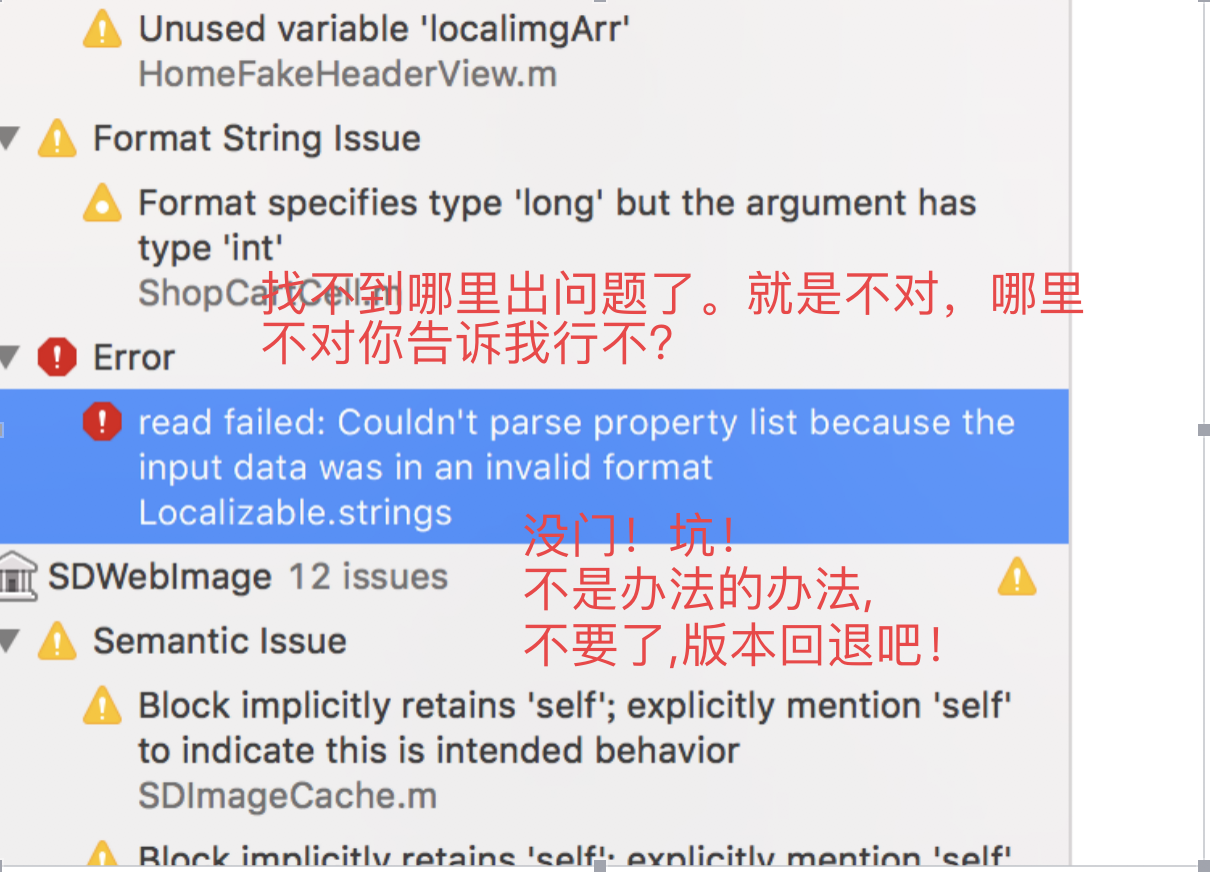 Unused variable 'localimgArr'
HomeFakeHeaderView.m
Format String Issue
Format specifies type 'long' but the argument has
type 'int'
ShopCartCell.m
找不到哪里出问题了。就是不对，哪里
不对你告诉我行不？
Error
read failed: Couldn't parse property list because the
input data was in an invalid format
Localizable.strings
没门！坑！
不是办法的办法,
不要了,版本回退吧！
SDWebImage 12 issues
Semantic Issue
Block implicitly retains 'self'; explicitly mention 'self'
to indicate this is intended behavior
SDImageCache.m
Block implicitly retains 'self'; explicitly mention 'self'